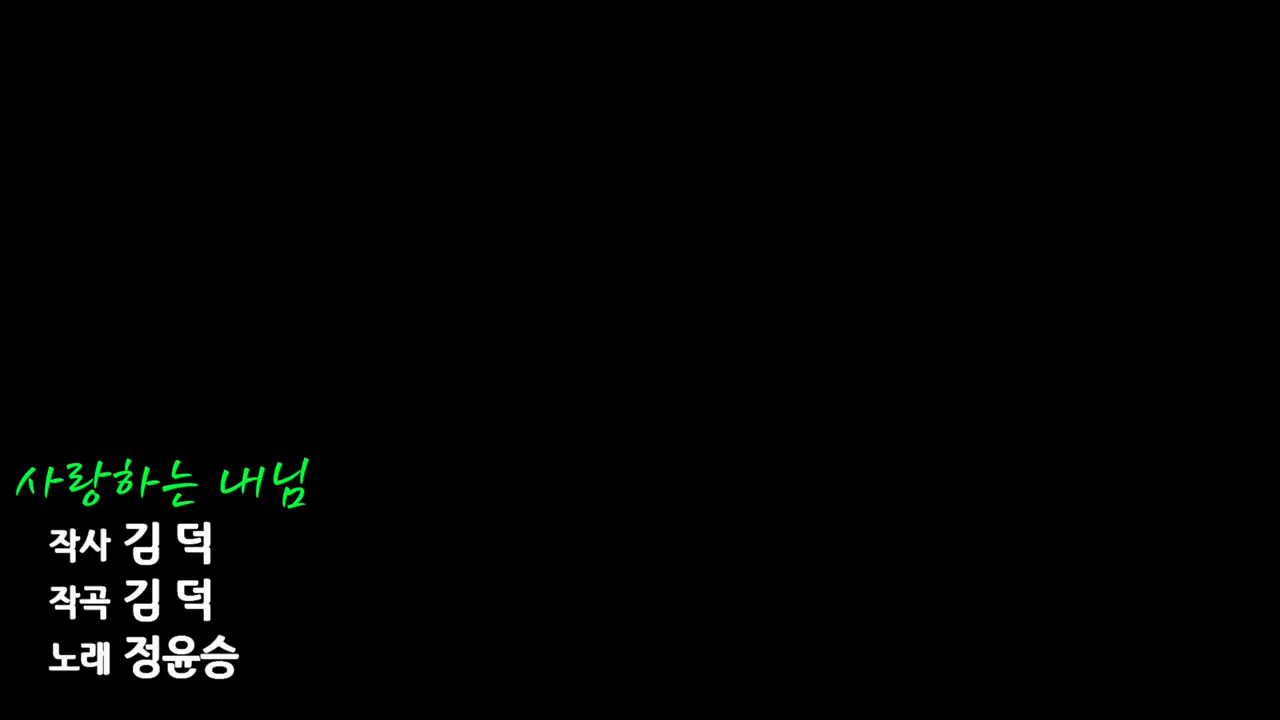 사랑하는 내님
작사 김 덕
작곡 김 덕
노래 정윤승